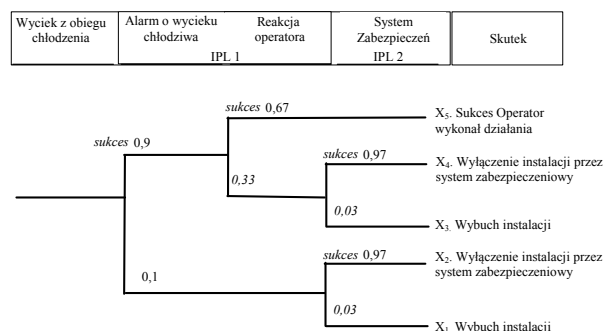 Wyciek z obiegu chłodzenia
Alarm o wycieku chłodziwa
Reakcja operatora
IPL 1
System Zabezpieczeń
IPL 2
Skutek
sukces 0,67
X₅. Sukces Operator
wykonał działania
sukces 0,9
sukces 0,97
X₄. Wyłączenie instalacji przez
system zabezpieczeniowy
0,33
0,03
X₃. Wybuch instalacji
sukces 0,97
X₂. Wyłączenie instalacji przez
system zabezpieczeniowy
0,1
0,03
X₁. Wybuch instalacji